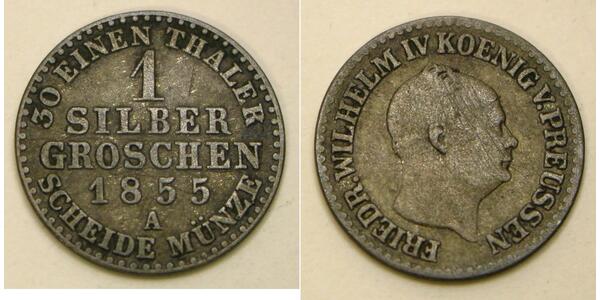 30 EINEN THALER
1
SILBER
GROSCHEN
1855
A
SCHEIDE MÜNZE
FRIEDR. WILHELM IV KOENIG V. PREUSSEN